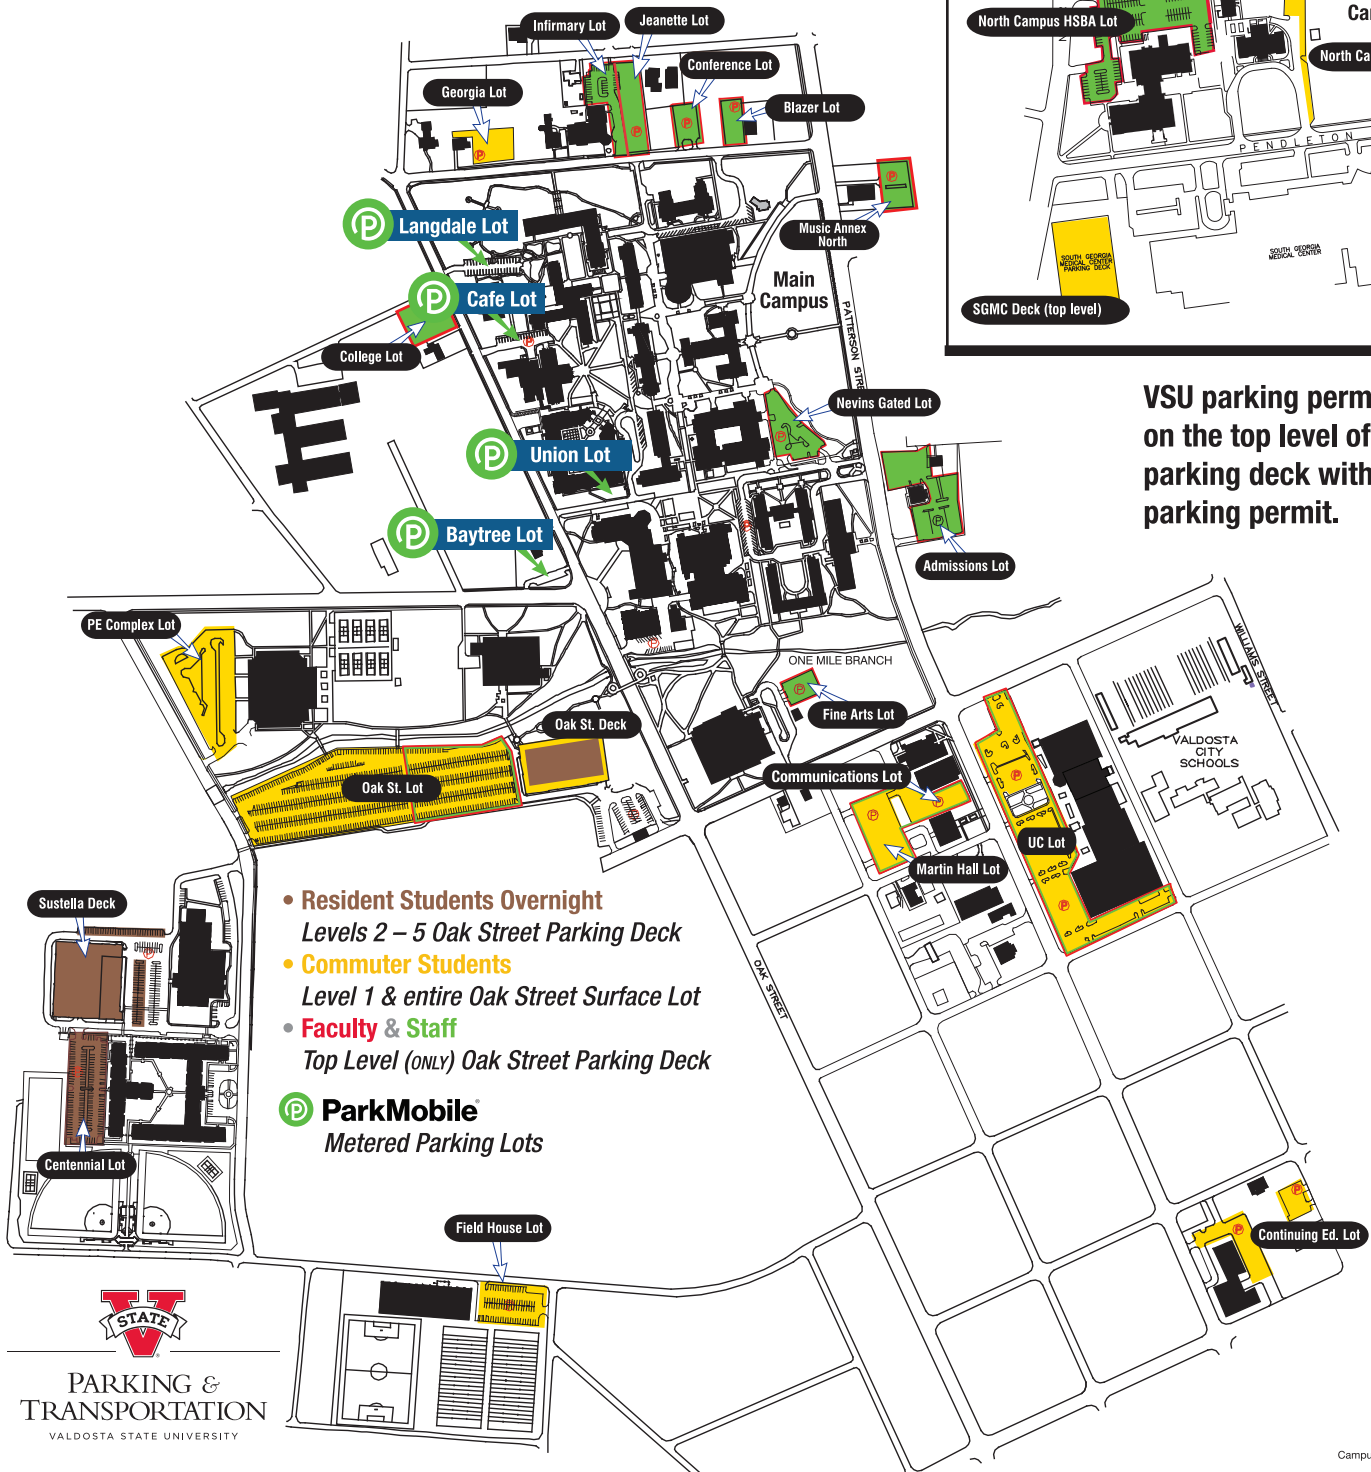 Infirmary Lot
Jeanette Lot
Conference Lot
Georgia Lot
Blazer Lot
Langdale Lot
Music Annex
North
Cafe Lot
Main
Campus
College Lot
PATTERSON STRE
Nevins Gated Lot
Union Lot
Baytree Lot
Admissions Lot
PE Complex Lot
ONE MILE BRANCH
Fine Arts Lot
Oak St. Deck
Oak St. Lot
Communications Lot
Martin Hall Lot
UC Lot
WILLIAMS STREET
VALDOSTA
CITY
SCHOOLS
OAK STREET
Sustella Deck
Centennial Lot
Field House Lot
Continuing Ed. Lot
North Campus HSBA Lot
Ca
North Ca
PENDLETON
SOUTH GEORGIA
MEDICAL CENTER
PARKING DECK
SOUTH GEORGIA
MEDICAL CENTER
SGMC Deck (top level)
VSU parking perm
on the top level of
parking deck with
parking permit.
• Resident Students Overnight
Levels 2 – 5 Oak Street Parking Deck
• Commuter Students
Level 1 & entire Oak Street Surface Lot
• Faculty & Staff
Top Level (ONLY) Oak Street Parking Deck
ParkMobile
Metered Parking Lots
V
STATE
PARKING &
TRANSPORTATION
VALDOSTA STATE UNIVERSITY
Campu